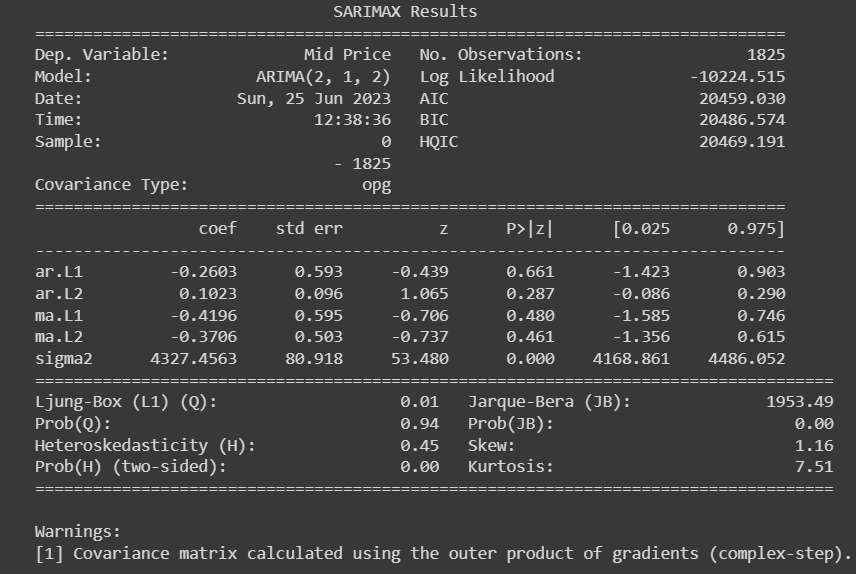 SARIMAX Results
==============================================================================
Dep. Variable: Mid Price No. Observations: 1825
Model: ARIMA(2, 1, 2) Log Likelihood -10224.515
Date: Sun, 25 Jun 2023 AIC 20459.030
Time: 12:38:36 BIC 20486.574
Sample: 0 HQIC 20469.191
- 1825
Covariance Type: opg
==============================================================================
coef std err z P>|z| [0.025 0.975]
------------------------------------------------------------------------------
ar.L1 -0.2603 0.593 -0.439 0.661 -1.423 0.903
ar.L2 0.1023 0.096 1.065 0.287 -0.086 0.290
ma.L1 -0.4196 0.595 -0.706 0.480 -1.585 0.746
ma.L2 -0.3706 0.503 -0.737 0.461 -1.356 0.615
sigma2 4327.4563 80.918 53.480 0.000 4168.861 4486.052
===================================================================================
Ljung-Box (L1) (Q): 0.01 Jarque-Bera (JB): 1953.49
Prob(Q): 0.94 Prob(JB): 0.00
Heteroskedasticity (H): 0.45 Skew: 1.16
Prob(H) (two-sided): 0.00 Kurtosis: 7.51
===================================================================================
Warnings:
[1] Covariance matrix calculated using the outer product of gradients (complex-step).